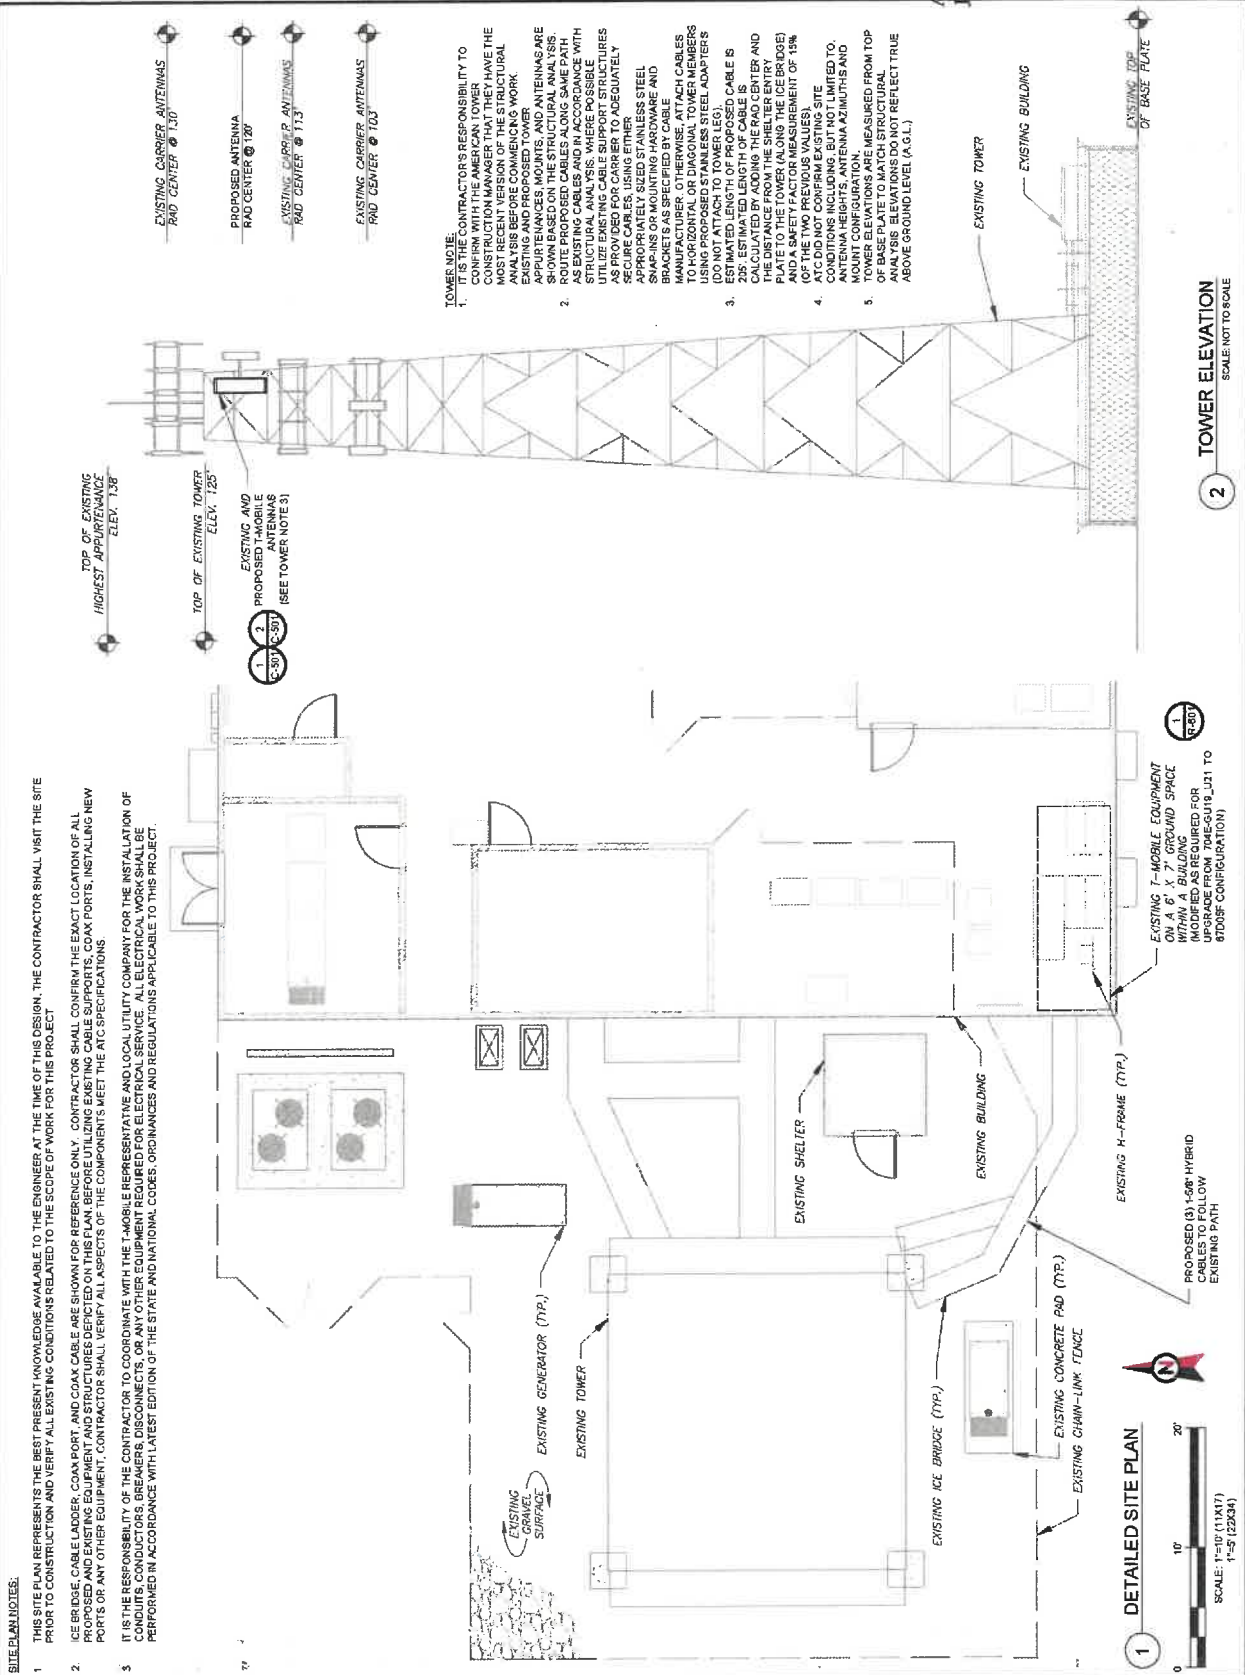 SITE PLAN NOTES:
1 THIS SITE PLAN REPRESENTS THE BEST PRESENT KNOWLEDGE AVAILABLE TO THE ENGINEER AT THE TIME OF THIS DESIGN. THE CONTRACTOR SHALL VISIT THE SITE
PRIOR TO CONSTRUCTION AND VERIFY ALL EXISTING CONDITIONS RELATED TO THE SCOPE OF WORK FOR THIS PROJECT
2. ICE BRIDGE, CABLE LADDER, COAX PORT, AND COAX CABLE ARE SHOWN FOR REFERENCE ONLY. CONTRACTOR SHALL CONFIRM THE EXACT LOCATION OF ALL
PROPOSED AND EXISTING EQUIPMENT AND STRUCTURES DEPICTED ON THIS PLAN. BEFORE UTILIZING EXISTING CABLE SUPPORTS, COAX PORTS, INSTALLING NEW
PORTS OR ANY OTHER EQUIPMENT, CONTRACTOR SHALL VERIFY ALL ASPECTS OF THE COMPONENTS MEET THE ATC SPECIFICATIONS.
3 IT IS THE RESPONSIBILITY OF THE CONTRACTOR TO COORDINATE WITH THE T-MOBILE REPRESENTATIVE AND LOCAL UTILITY COMPANY FOR THE INSTALLATION OF
CONDUITS, CONDUCTORS, BREAKERS, DISCONNECTS, OR ANY OTHER EQUIPMENT REQUIRED FOR ELECTRICAL SERVICE. ALL ELECTRICAL WORK SHALL BE
PERFORMED IN ACCORDANCE WITH LATEST EDITION OF THE STATE AND NATIONAL CODES, ORDINANCES AND REGULATIONS APPLICABLE TO THIS PROJECT.
EXISTING
GRAVEL
SURFACE
EXISTING GENERATOR (TYP.)
EXISTING TOWER
EXISTING SHELTER
EXISTING ICE BRIDGE (TYP.)
EXISTING BUILDING
EXISTING CONCRETE PAD (TYP.)
EXISTING CHAIN-LINK FENCE
EXISTING H-FRAME (TYP.)
PROPOSED (3) 1-5/8" HYBRID
CABLES TO FOLLOW
EXISTING PATH
EXISTING T-MOBILE EQUIPMENT
ON A 6' X 7' GROUND SPACE
WITHIN A BUILDING
(MODIFIED AS REQUIRED FOR
UPGRADE FROM 704E-GU19_U21 TO
67D05F CONFIGURATION)
1
R-601
N
1 DETAILED SITE PLAN
0 10' 20'
SCALE: 1"=10' (11X17)
1"=5' (22X34)
TOP OF EXISTING
HIGHEST APPURTENANCE
ELEV. 138'
TOP OF EXISTING TOWER
ELEV. 125'
EXISTING AND
PROPOSED T-MOBILE
ANTENNAS
(SEE TOWER NOTE 3)
1
C-501
2
C-501
EXISTING CARRIER ANTENNAS
RAD CENTER @ 130'
PROPOSED ANTENNA
RAD CENTER @ 120'
EXISTING CARRIER ANTENNAS
RAD CENTER @ 113'
EXISTING CARRIER ANTENNAS
RAD CENTER @ 103'
TOWER NOTE:
1. IT IS THE CONTRACTOR'S RESPONSIBILITY TO
CONFIRM WITH THE AMERICAN TOWER
CONSTRUCTION MANAGER THAT THEY HAVE THE
MOST RECENT VERSION OF THE STRUCTURAL
ANALYSIS BEFORE COMMENCING WORK.
EXISTING AND PROPOSED TOWER
APPURTENANCES, MOUNTS, AND ANTENNAS ARE
SHOWN BASED ON THE STRUCTURAL ANALYSIS.
2. ROUTE PROPOSED CABLES ALONG SAME PATH
AS EXISTING CABLES AND IN ACCORDANCE WITH
STRUCTURAL ANALYSIS. WHERE POSSIBLE
UTILIZE EXISTING CABLE SUPPORT STRUCTURES
AS PROVIDED FOR CARRIER TO ADEQUATELY
SECURE CABLES, USING EITHER
APPROPRIATELY SIZED STAINLESS STEEL
SNAP-INS OR MOUNTING HARDWARE AND
BRACKETS AS SPECIFIED BY CABLE
MANUFACTURER. OTHERWISE, ATTACH CABLES
TO HORIZONTAL OR DIAGONAL TOWER MEMBERS
USING PROPOSED STAINLESS STEEL ADAPTERS
(DO NOT ATTACH TO TOWER LEG).
3. ESTIMATED LENGTH OF PROPOSED CABLE IS
205'. ESTIMATED LENGTH OF CABLE IS
CALCULATED BY ADDING THE RAD CENTER AND
THE DISTANCE FROM THE SHELTER ENTRY
PLATE TO THE TOWER (ALONG THE ICE BRIDGE)
AND A SAFETY FACTOR MEASUREMENT OF 15%
(OF THE TWO PREVIOUS VALUES).
4. ATC DID NOT CONFIRM EXISTING SITE
CONDITIONS INCLUDING, BUT NOT LIMITED TO,
ANTENNA HEIGHTS, ANTENNA AZIMUTHS AND
MOUNT CONFIGURATION.
5. TOWER ELEVATIONS ARE MEASURED FROM TOP
OF BASE PLATE TO MATCH STRUCTURAL
ANALYSIS. ELEVATIONS DO NOT REFLECT TRUE
ABOVE GROUND LEVEL (A.G.L.)
EXISTING TOWER
EXISTING BUILDING
EXISTING TOP
OF BASE PLATE
2 TOWER ELEVATION
SCALE: NOT TO SCALE